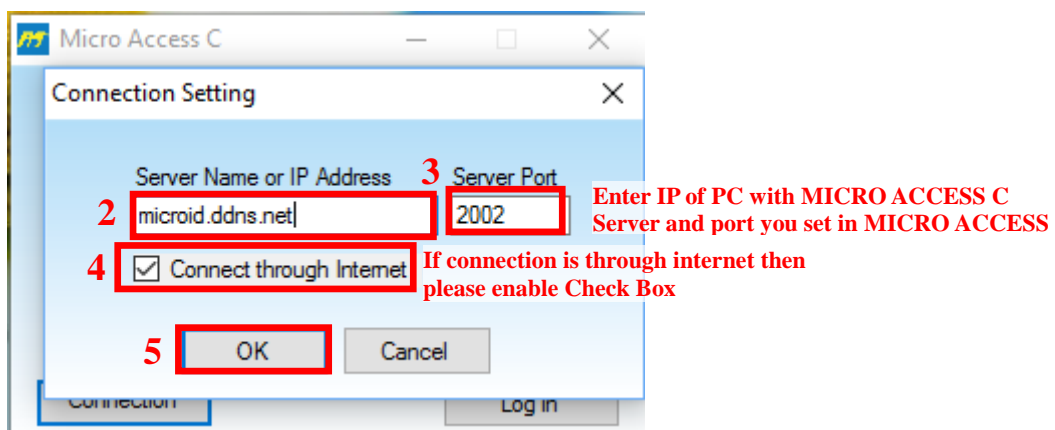 Micro Access C
Connection Setting
Server Name or IP Address 3 Server Port
2 microid.ddns.net 2002
Enter IP of PC with MICRO ACCESS C
Server and port you set in MICRO ACCESS
4 Connect through Internet
If connection is through internet then
please enable Check Box
5 OK Cancel
Connection Log in